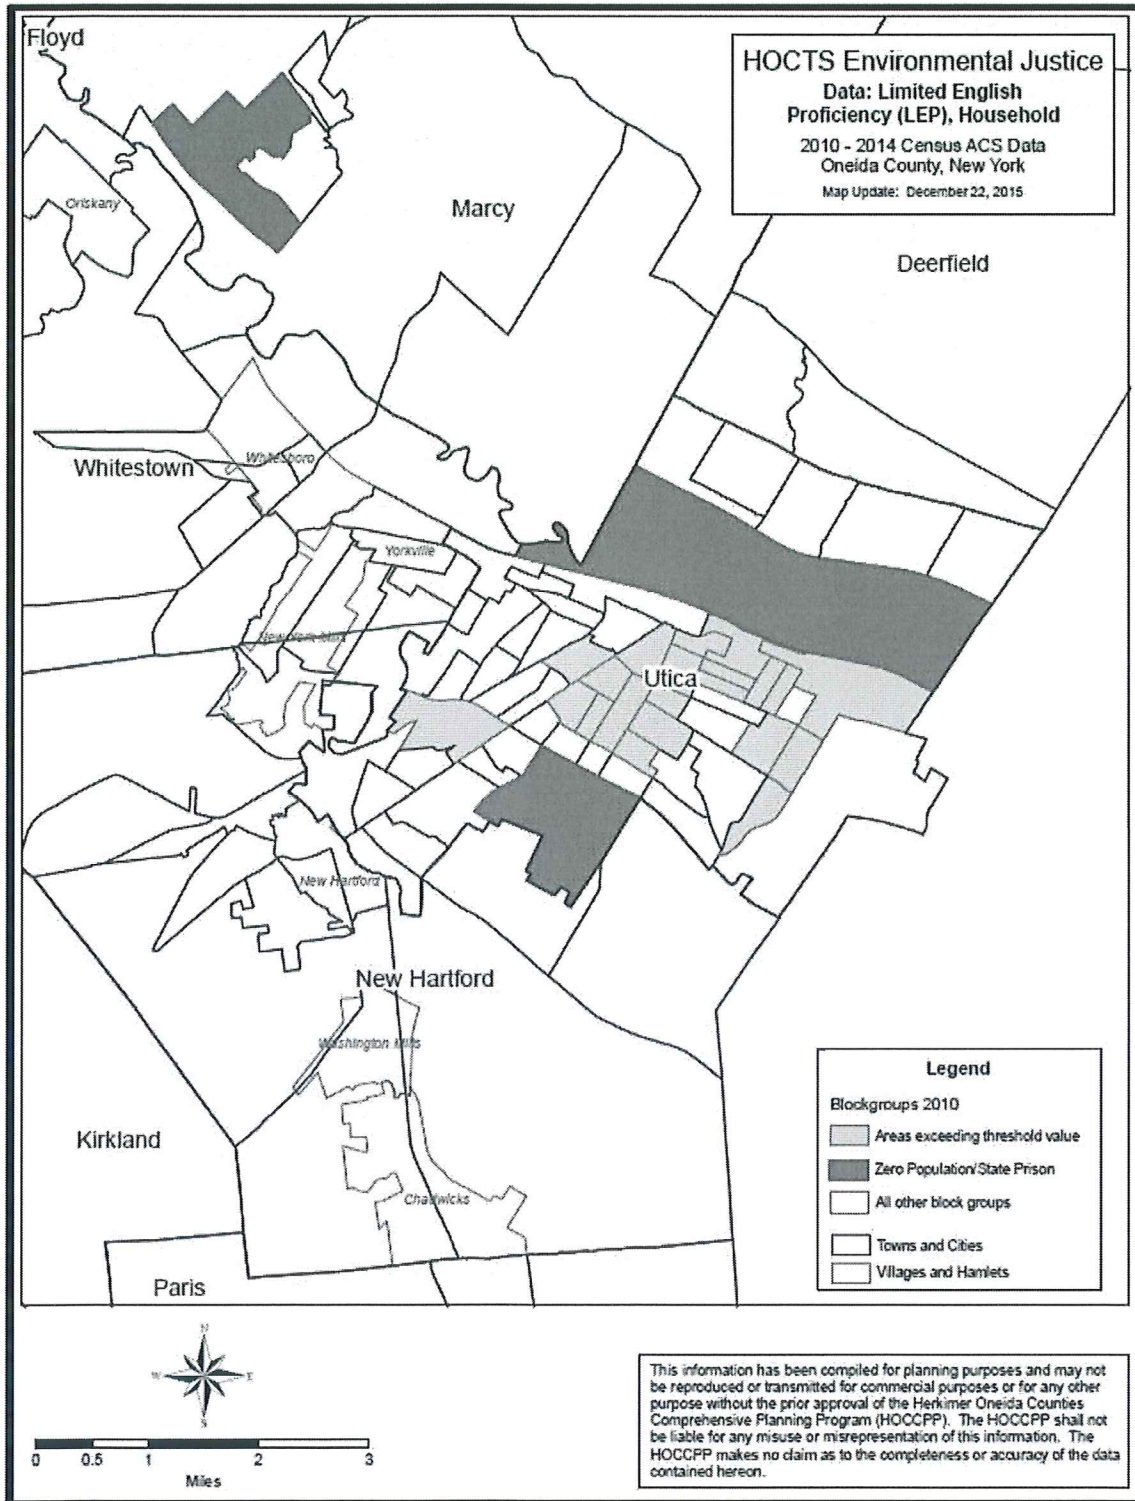 Floyd
HOCTS Environmental Justice
Data: Limited English
Proficiency (LEP), Household
2010 - 2014 Census ACS Data
Oneida County, New York
Map Update: December 22, 2015
Oriskany
Marcy
Deerfield
Whitestown
Whitesboro
Yorkville
New York Mills
Utica
New Hartford
New Hartford
Washington Mills
Kirkland
Chadwicks
Paris
Legend
Blockgroups 2010
Areas exceeding threshold value
Zero Population/State Prison
All other block groups
Towns and Cities
Villages and Hamlets
N
W E
S
0 0.5 1 2 3
Miles
This information has been compiled for planning purposes and may not
be reproduced or transmitted for commercial purposes or for any other
purpose without the prior approval of the Herkimer Oneida Counties
Comprehensive Planning Program (HOCCPP). The HOCCPP shall not
be liable for any misuse or misrepresentation of this information. The
HOCCPP makes no claim as to the completeness or accuracy of the data
contained hereon.